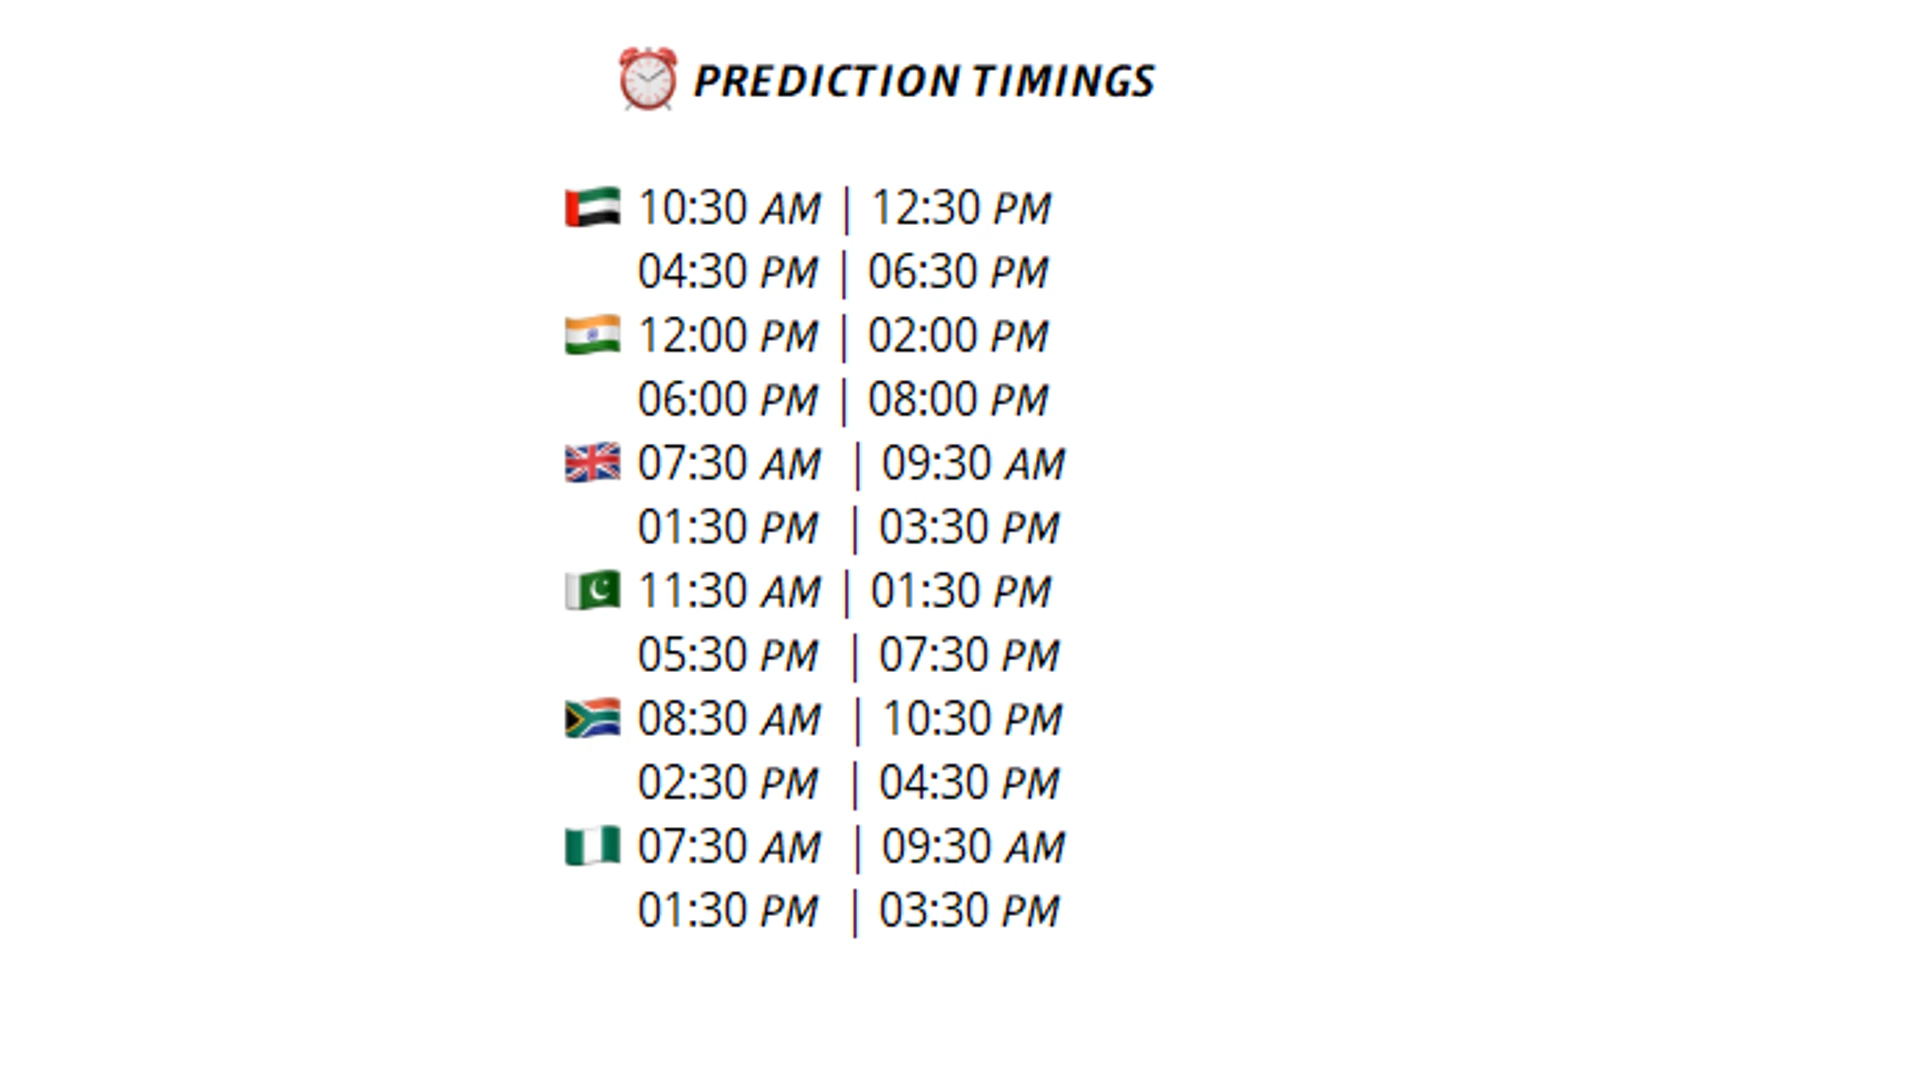 ⏰ PREDICTION TIMINGS
🇦🇪 10:30 AM | 12:30 PM
04:30 PM | 06:30 PM
🇮🇳 12:00 PM | 02:00 PM
06:00 PM | 08:00 PM
🇬🇧 07:30 AM | 09:30 AM
01:30 PM | 03:30 PM
🇵🇰 11:30 AM | 01:30 PM
05:30 PM | 07:30 PM
🇿🇦 08:30 AM | 10:30 PM
02:30 PM | 04:30 PM
🇳🇬 07:30 AM | 09:30 AM
01:30 PM | 03:30 PM